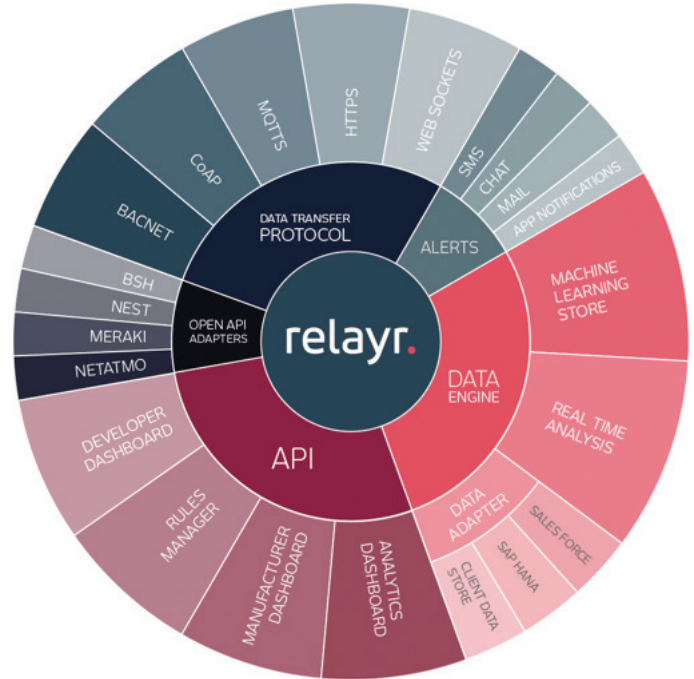 relayr.
DATA TRANSFER
PROTOCOL
BACNET
CoAP
MQTTS
HTTPS
WEB SOCKETS
ALERTS
SMS
CHAT
MAIL
APP NOTIFICATIONS
DATA
ENGINE
MACHINE
LEARNING
STORE
REAL TIME
ANALYSIS
DATA
ADAPTER
SALES FORCE
SAP HANA
CLIENT DATA
STORE
API
ANALYTICS
DASHBOARD
MANUFACTURER
DASHBOARD
RULES
MANAGER
DEVELOPER
DASHBOARD
OPEN API
ADAPTERS
NETATMO
MERAKI
NEST
BSH